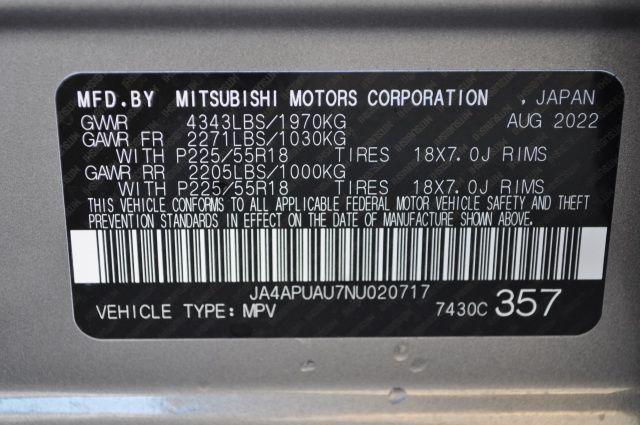 MFD.BY MITSUBISHI MOTORS CORPORATION , JAPAN
GVWR 4343LBS/1970KG AUG 2022
GAWR FR 2271LBS/1030KG
WITH P225/55R18 TIRES 18X7.0J RIMS
GAWR RR 2205LBS/1000KG
WITH P225/55R18 TIRES 18X7.0J RIMS
THIS VEHICLE CONFORMS TO ALL APPLICABLE FEDERAL MOTOR VEHICLE SAFETY AND THEFT
PREVENTION STANDARDS IN EFFECT ON THE DATE OF MANUFACTURE SHOWN ABOVE.
JA4APUAU7NU020717
VEHICLE TYPE: MPV 7430C 357